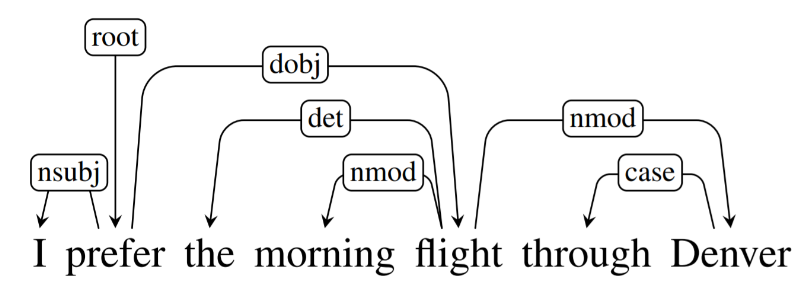 root
dobj
det
nmod
nsubj
nmod
case
I prefer the morning flight through Denver